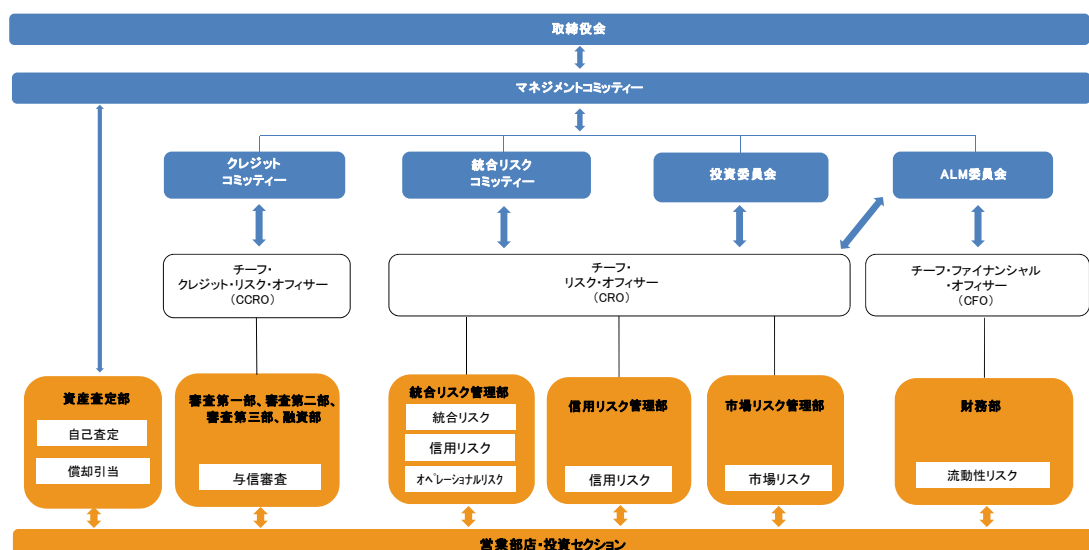 取締役会
マネジメントコミッティー
クレジット
コミッティー
統合リスク
コミッティー
投資委員会
ALM委員会
チーフ・
クレジット・リスク・オフィサー
(CCRO)
チーフ・
リスク・オフィサー
(CRO)
チーフ・ファイナンシャル
・オフィサー
(CFO)
資産査定部
自己査定
償却引当
審査第一部、審査第二部、
審査第三部、融資部
与信審査
統合リスク管理部
統合リスク
信用リスク
オペレーショナルリスク
信用リスク管理部
信用リスク
市場リスク管理部
市場リスク
財務部
流動性リスク
営業部店・投資セクション